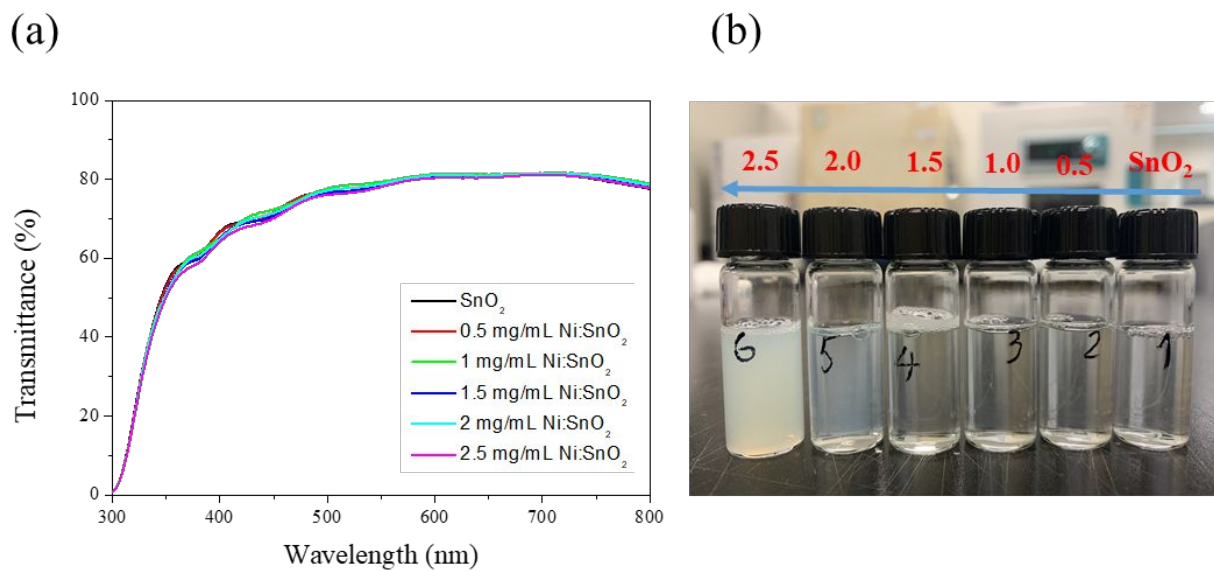 (a)
(b)
100
80
60
40
20
0
300
400
500
600
700
800
Transmittance (%)
Wavelength (nm)
SnO₂
0.5 mg/mL Ni:SnO₂
1 mg/mL Ni:SnO₂
1.5 mg/mL Ni:SnO₂
2 mg/mL Ni:SnO₂
2.5 mg/mL Ni:SnO₂
2.5 2.0 1.5 1.0 0.5 SnO₂
6 5 4 3 2 1